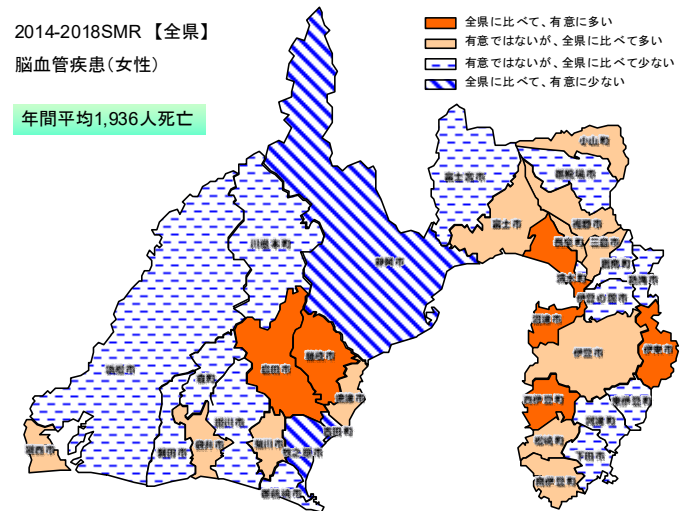 2014-2018SMR【全県】
脳血管疾患(女性)
年間平均1,936人死亡
全県に比べて、有意に多い
有意ではないが、全県に比べて多い
有意ではないが、全県に比べて少ない
全県に比べて、有意に少ない
小山町
富士宮市
御殿場市
富士市
裾野市
長泉町
三島市
川根本町
静岡市
函南町
清水町
熱海市
伊豆の国市
沼津市
伊豆市
伊東市
島田市
藤枝市
浜松市
森町
焼津市
西伊豆町
東伊豆町
掛川市
吉田町
河津町
湖西市
磐田市
袋井市
菊川市
牧之原市
松崎町
下田市
御前崎市
南伊豆町